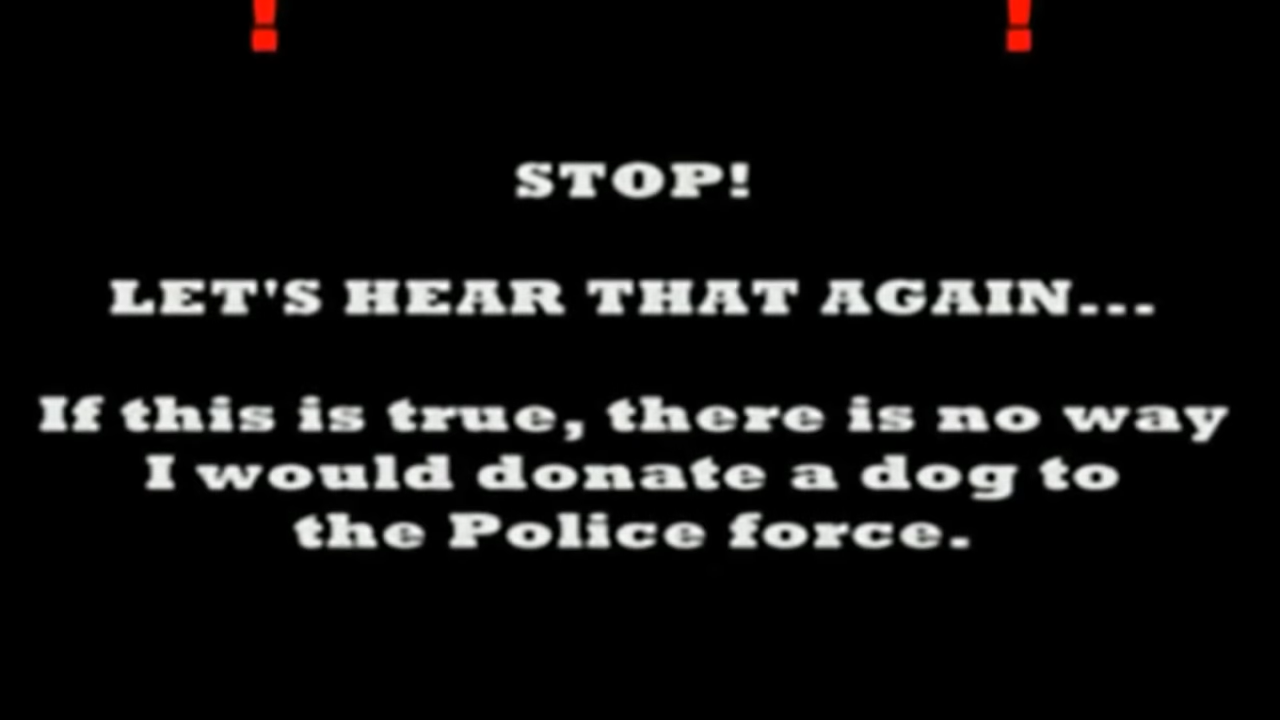 ! !
STOP!
LET'S HEAR THAT AGAIN...
If this is true, there is no way
I would donate a dog to
the Police force.